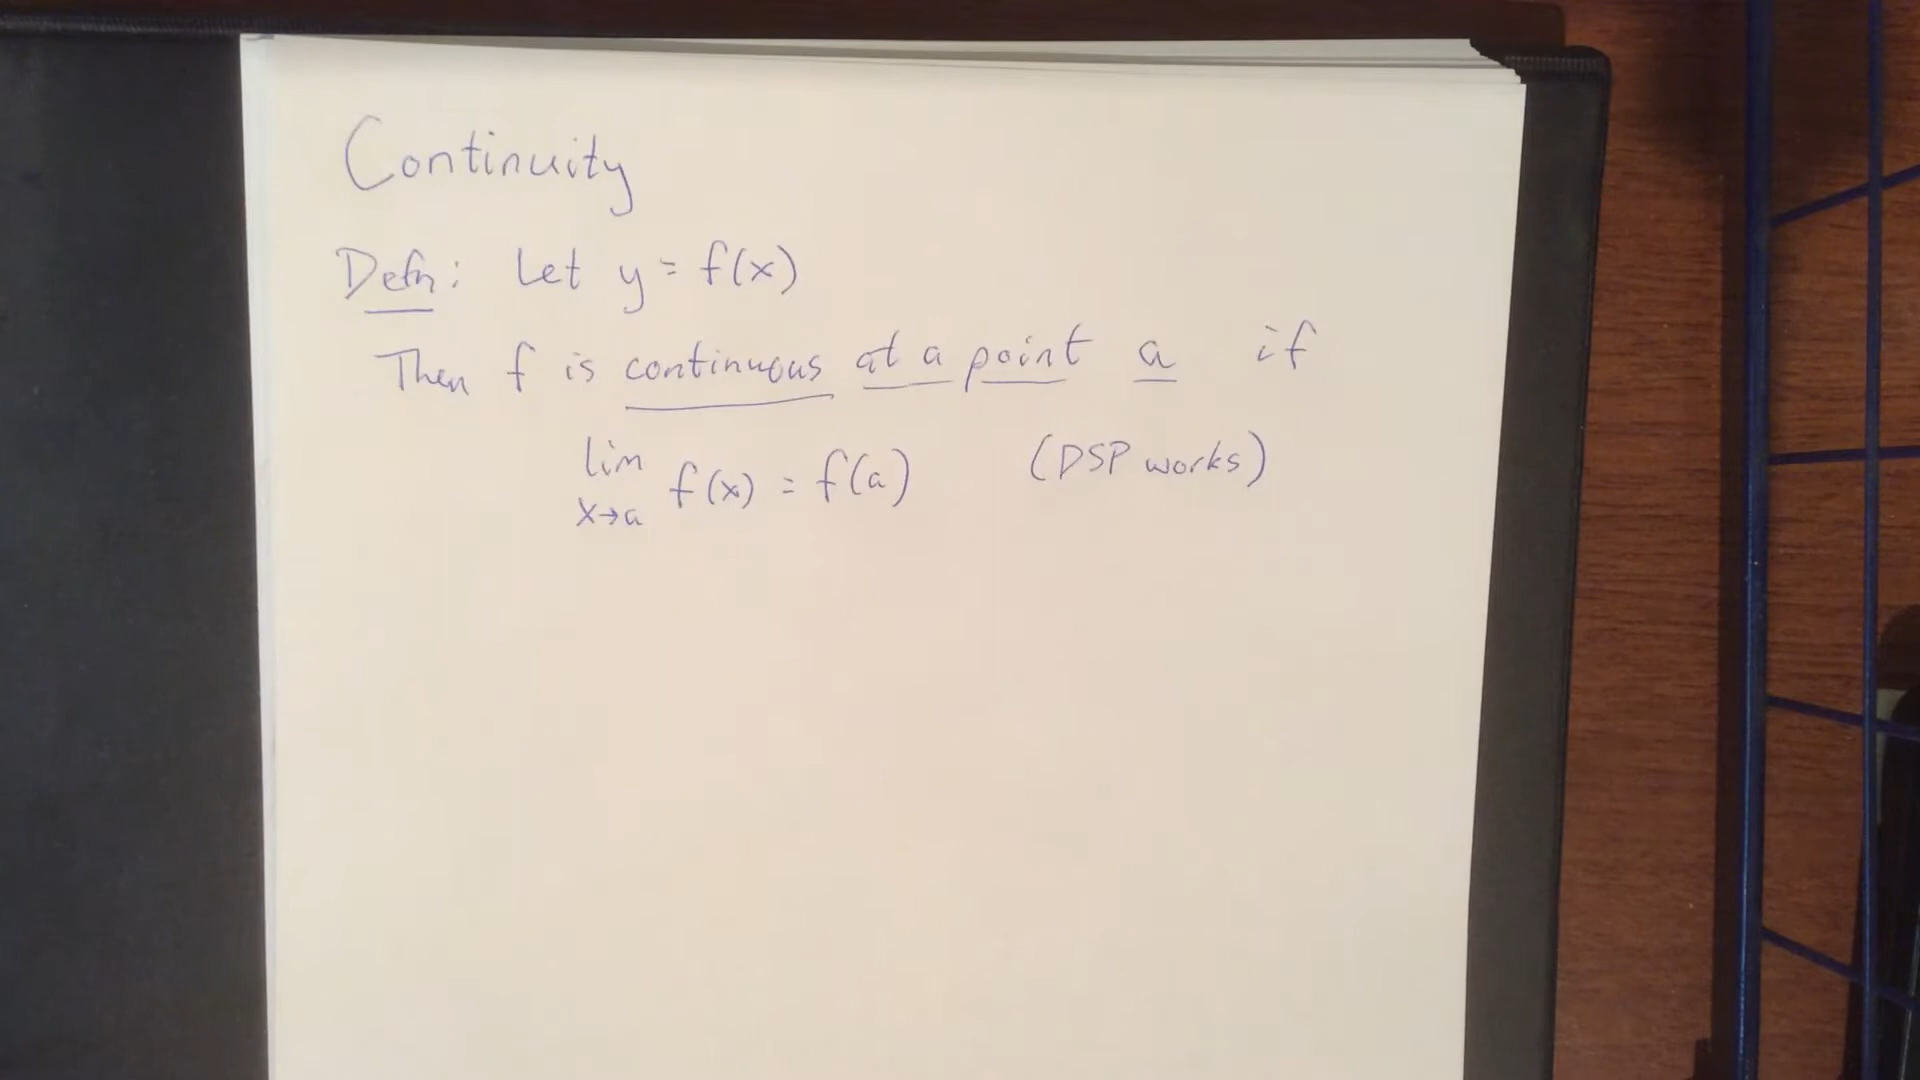 Continuity
Defn: Let y = f(x)
Then f is continuous at a point a if
lim x→a f(x) = f(a) (DSP works)